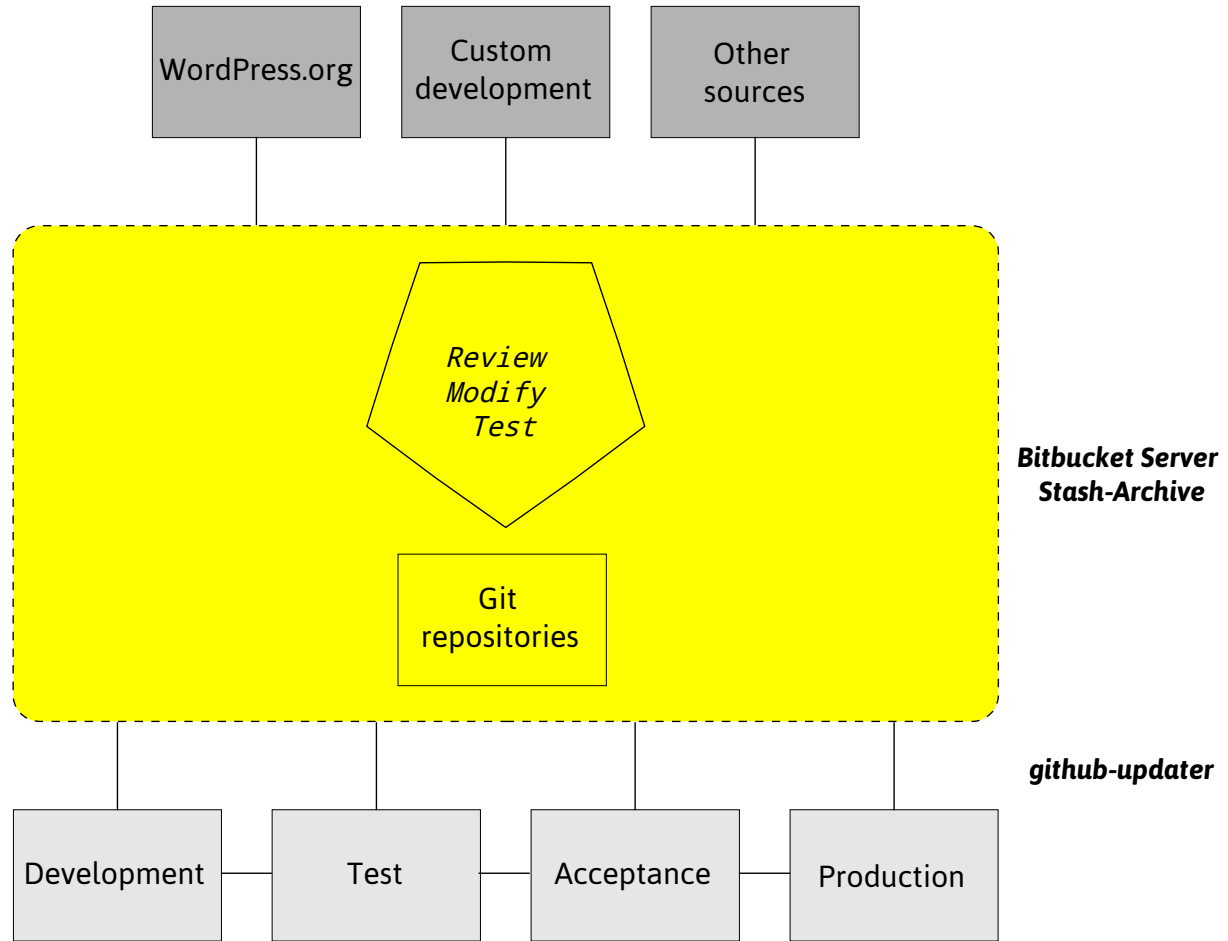 WordPress.org
Custom
development
Other
sources
Review
Modify
Test
Bitbucket Server
Stash-Archive
Git
repositories
github-updater
Development
Test
Acceptance
Production